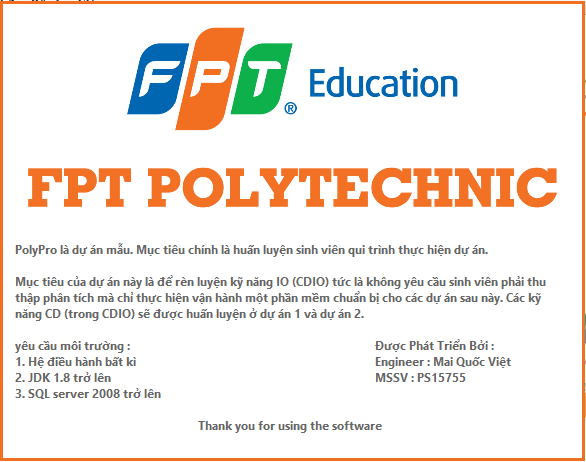 FPT Education
FPT POLYTECHNIC
PolyPro là dự án mẫu. Mục tiêu chính là huấn luyện sinh viên qui trình thực hiện dự án.
Mục tiêu của dự án này là để rèn luyện kỹ năng IO (CDIO) tức là không yêu cầu sinh viên phải thu
thập phân tích mà chỉ thực hiện vận hành một phần mềm chuẩn bị cho các dự án sau này. Các kỹ
năng CD (trong CDIO) sẽ được huấn luyện ở dự án 1 và dự án 2.
yêu cầu môi trường :
1. Hệ điều hành bất kì
2. JDK 1.8 trở lên
3. SQL server 2008 trở lên
Được Phát Triển Bởi :
Engineer : Mai Quốc Việt
MSSV : PS15755
Thank you for using the software